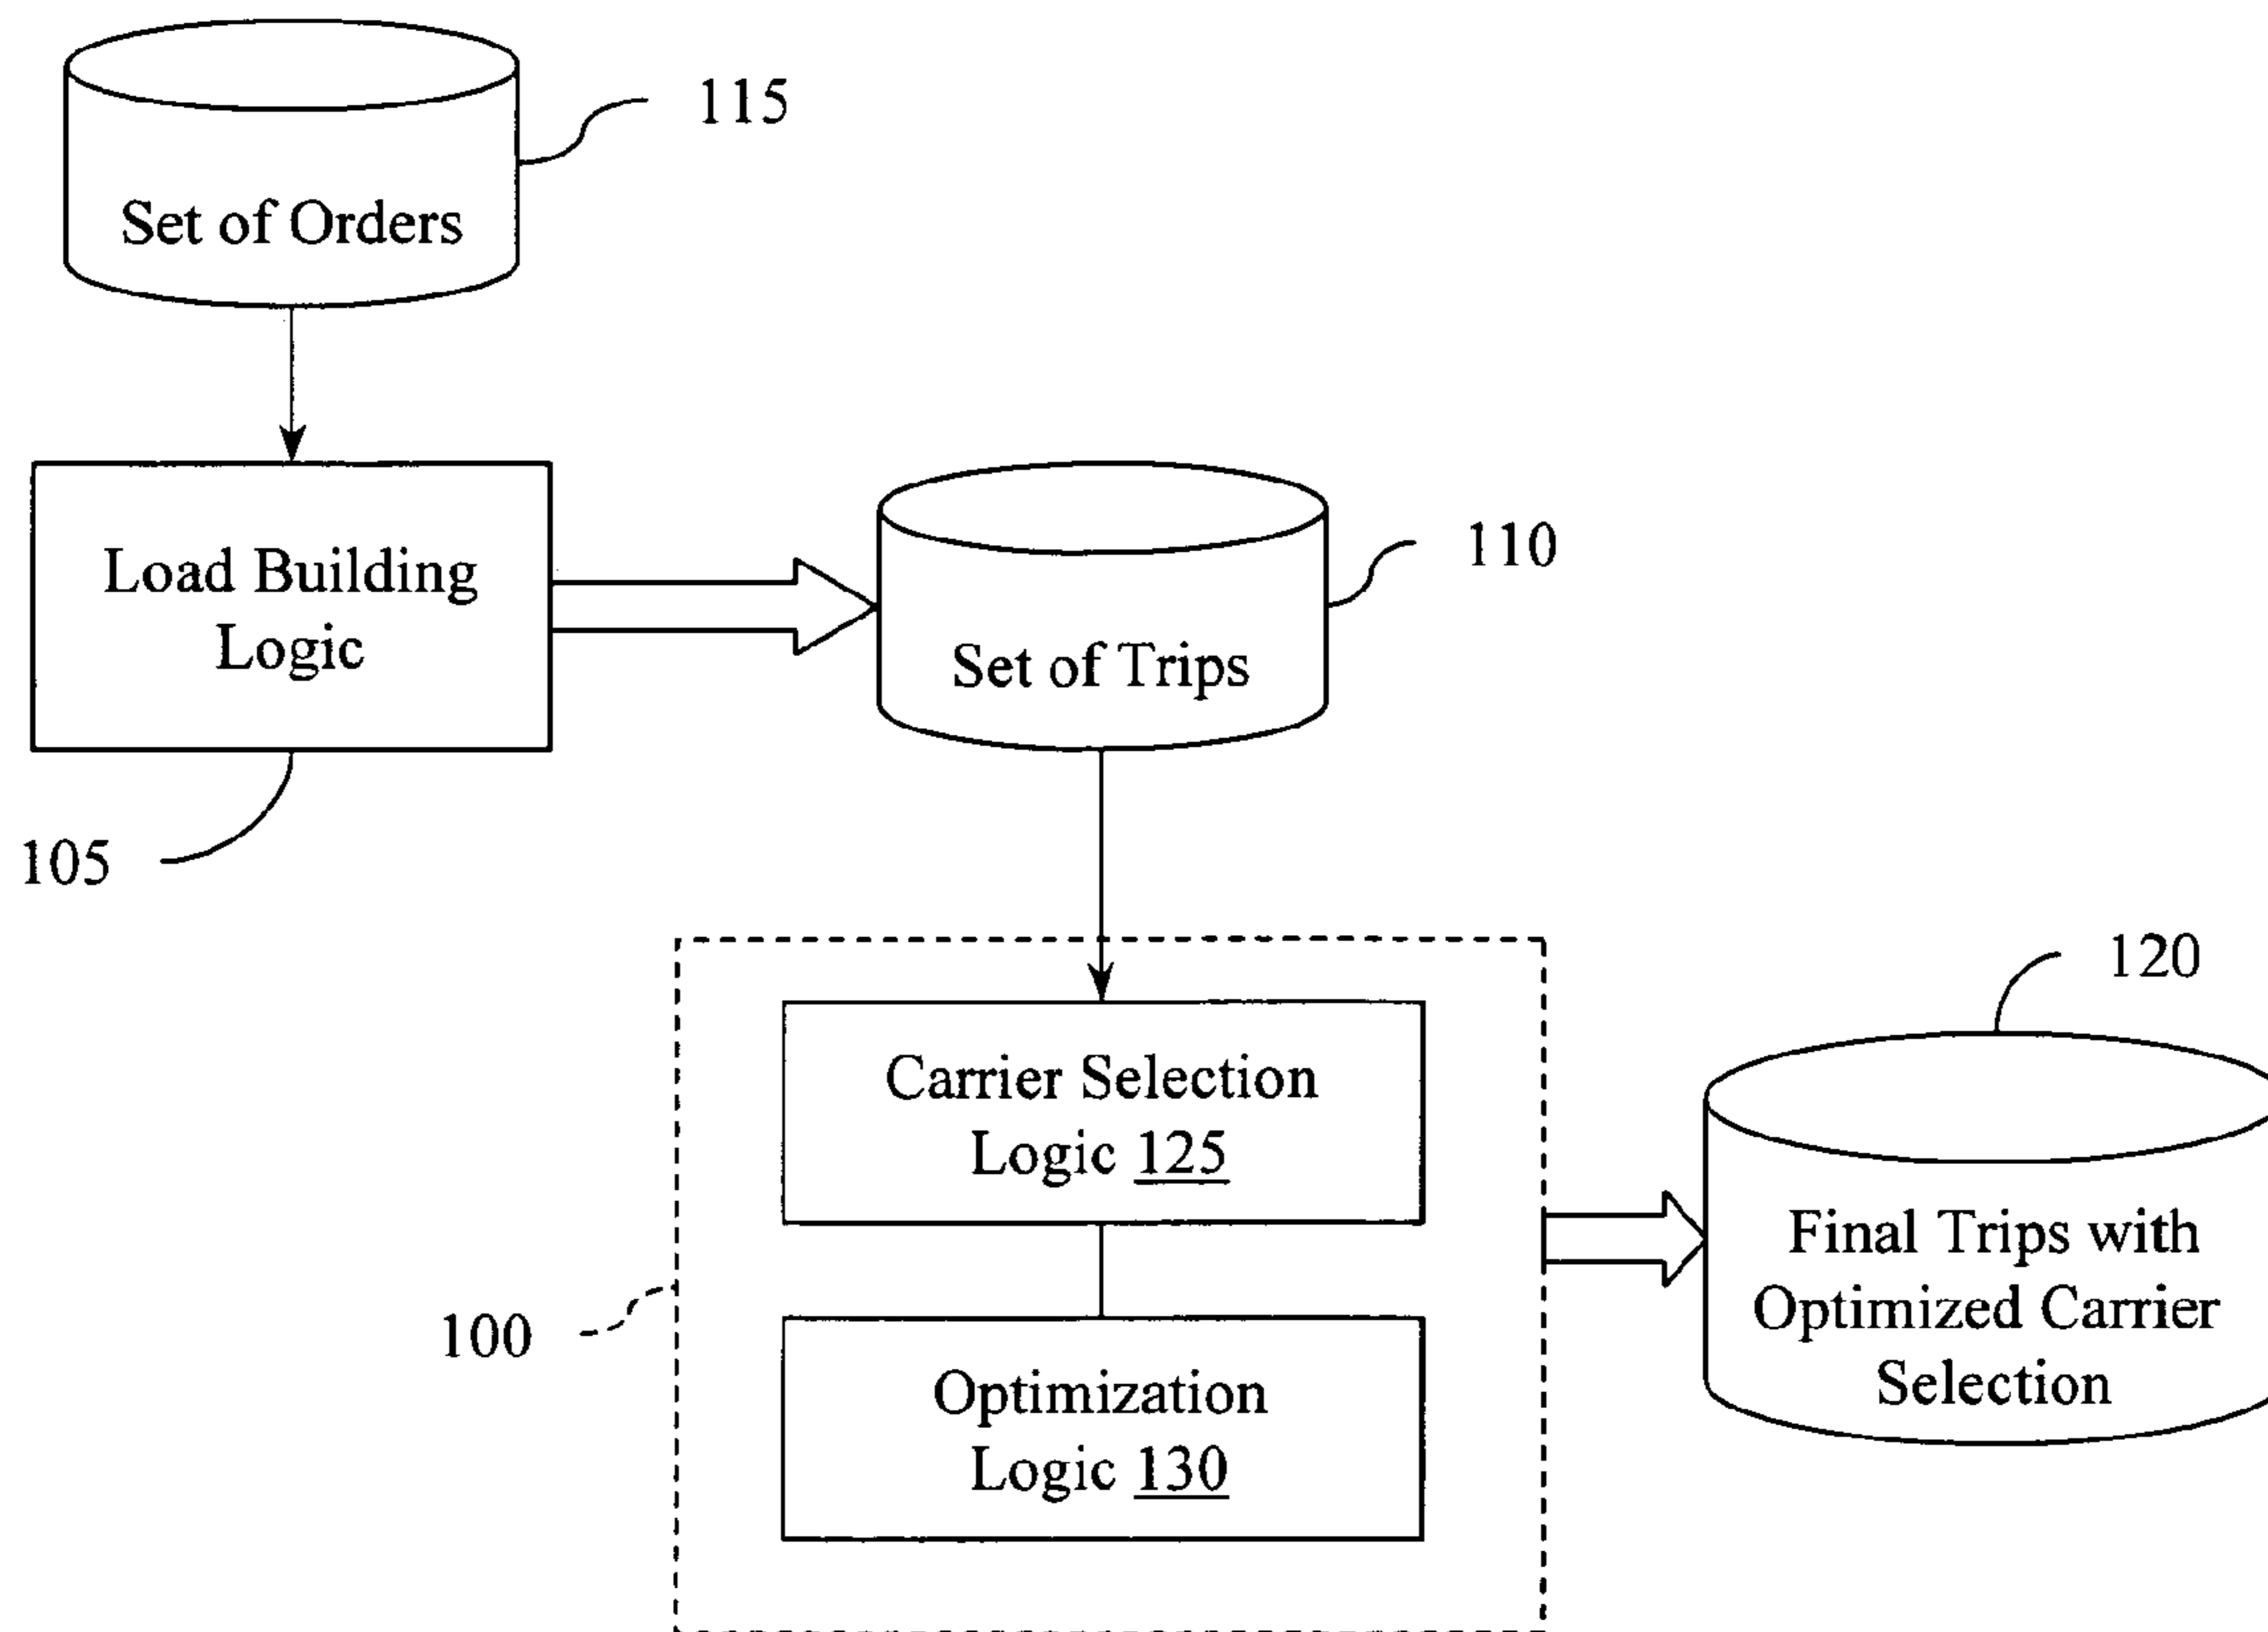 115
Set of Orders
Load Building
Logic
110
Set of Trips
105
120
Carrier Selection
Logic 125
100
Final Trips with
Optimized Carrier
Selection
Optimization
Logic 130